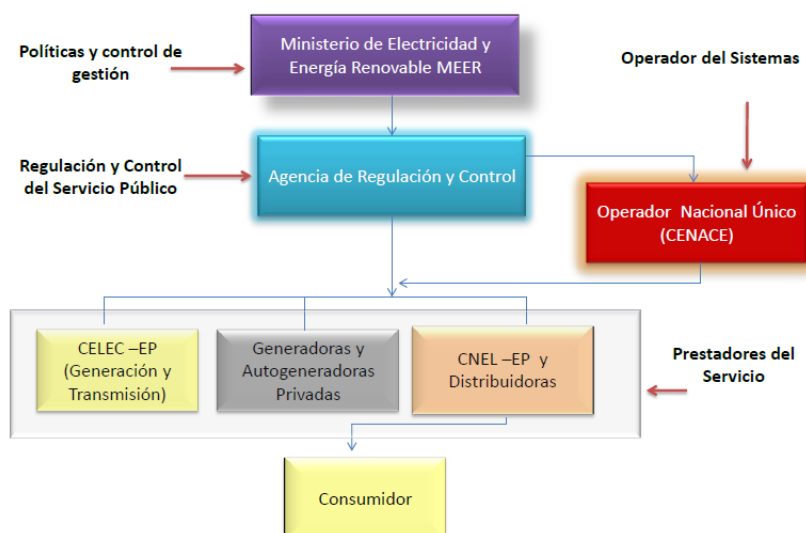 Políticas y control de
gestión
Ministerio de Electricidad y
Energía Renovable MEER
Operador del Sistemas
Regulación y Control
del Servicio Público
Agencia de Regulación y Control
Operador Nacional Único
(CENACE)
CELEC –EP
(Generación y
Transmisión)
Generadoras y
Autogeneradoras
Privadas
CNEL –EP y
Distribuidoras
Prestadores del
Servicio
Consumidor